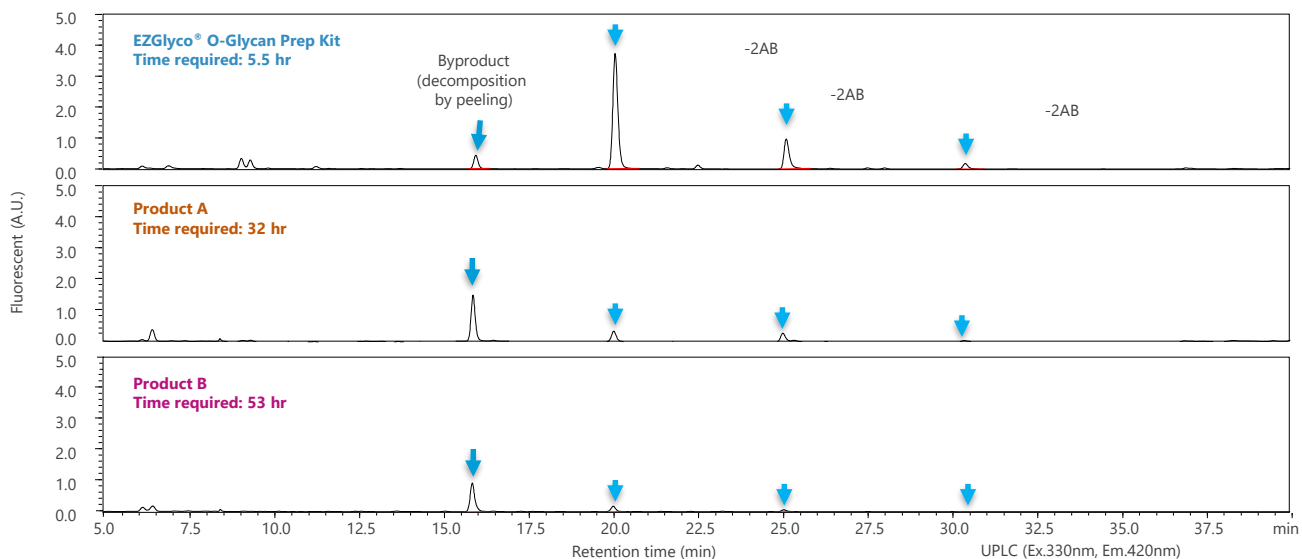 EZGlyco® O-Glycan Prep Kit
Time required: 5.5 hr
Byproduct
(decomposition
by peeling)
-2AB
-2AB
-2AB
5.0
4.0
3.0
2.0
1.0
0.0
Product A
Time required: 32 hr
5.0
4.0
3.0
2.0
1.0
0.0
Product B
Time required: 53 hr
5.0
4.0
3.0
2.0
1.0
0.0
Fluorescent (A.U.)
5.0 7.5 10.0 12.5 15.0 17.5 20.0 22.5 25.0 27.5 30.0 32.5 35.0 37.5 min
Retention time (min)
UPLC (Ex.330nm, Em.420nm)